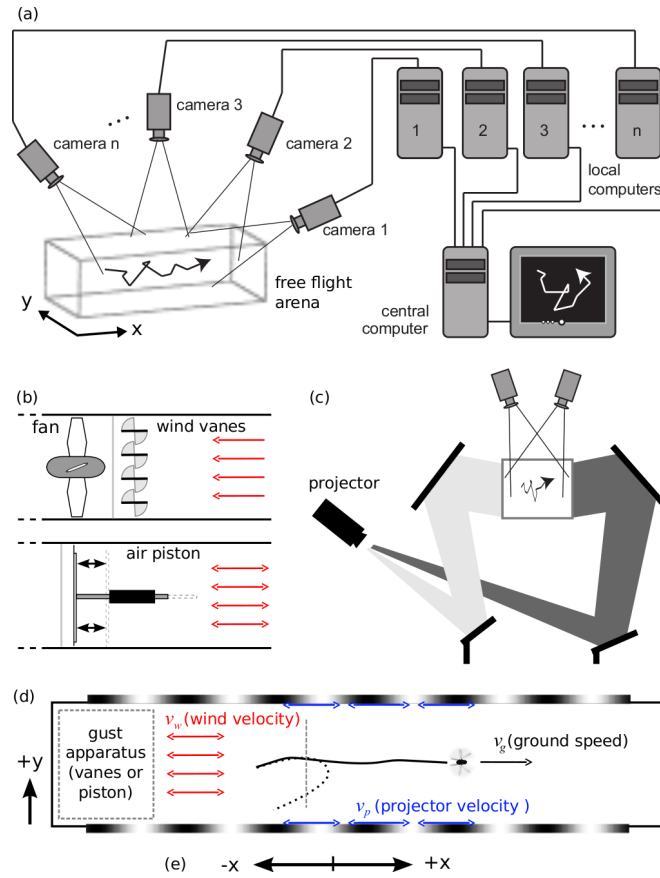 (a)
camera n
camera 3
camera 2
camera 1
1
2
3
n
local
computers
free flight
arena
y
x
central
computer
(b)
fan
wind vanes
air piston
(c)
projector
(d)
+y
gust
apparatus
(vanes or
piston)
v_w (wind velocity)
v_g (ground speed)
v_p (projector velocity )
(e)
-x
+x